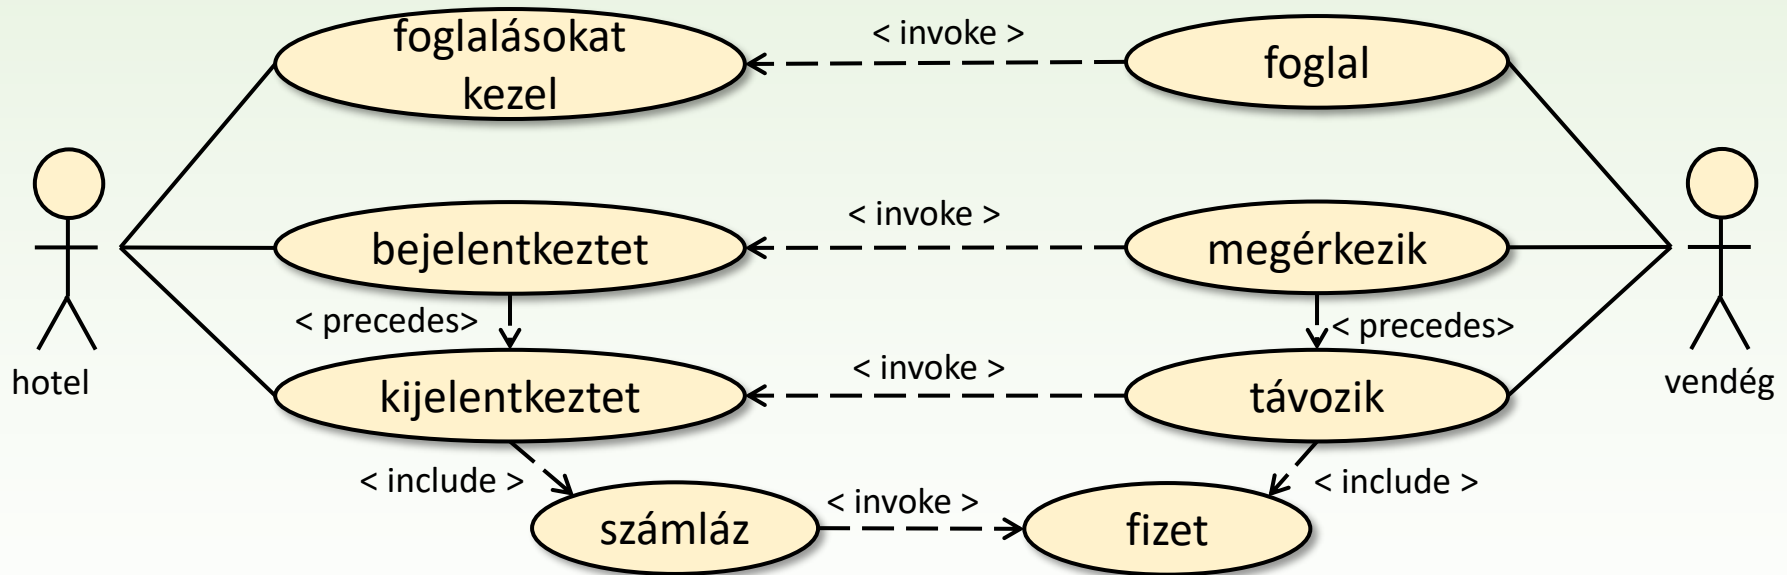 foglalásokat
kezel
< invoke >
foglal
bejelentkeztet
< invoke >
megérkezik
< precedes>
< precedes>
hotel
kijelentkeztet
< invoke >
távozik
vendég
< include >
< include >
számláz
< invoke >
fizet